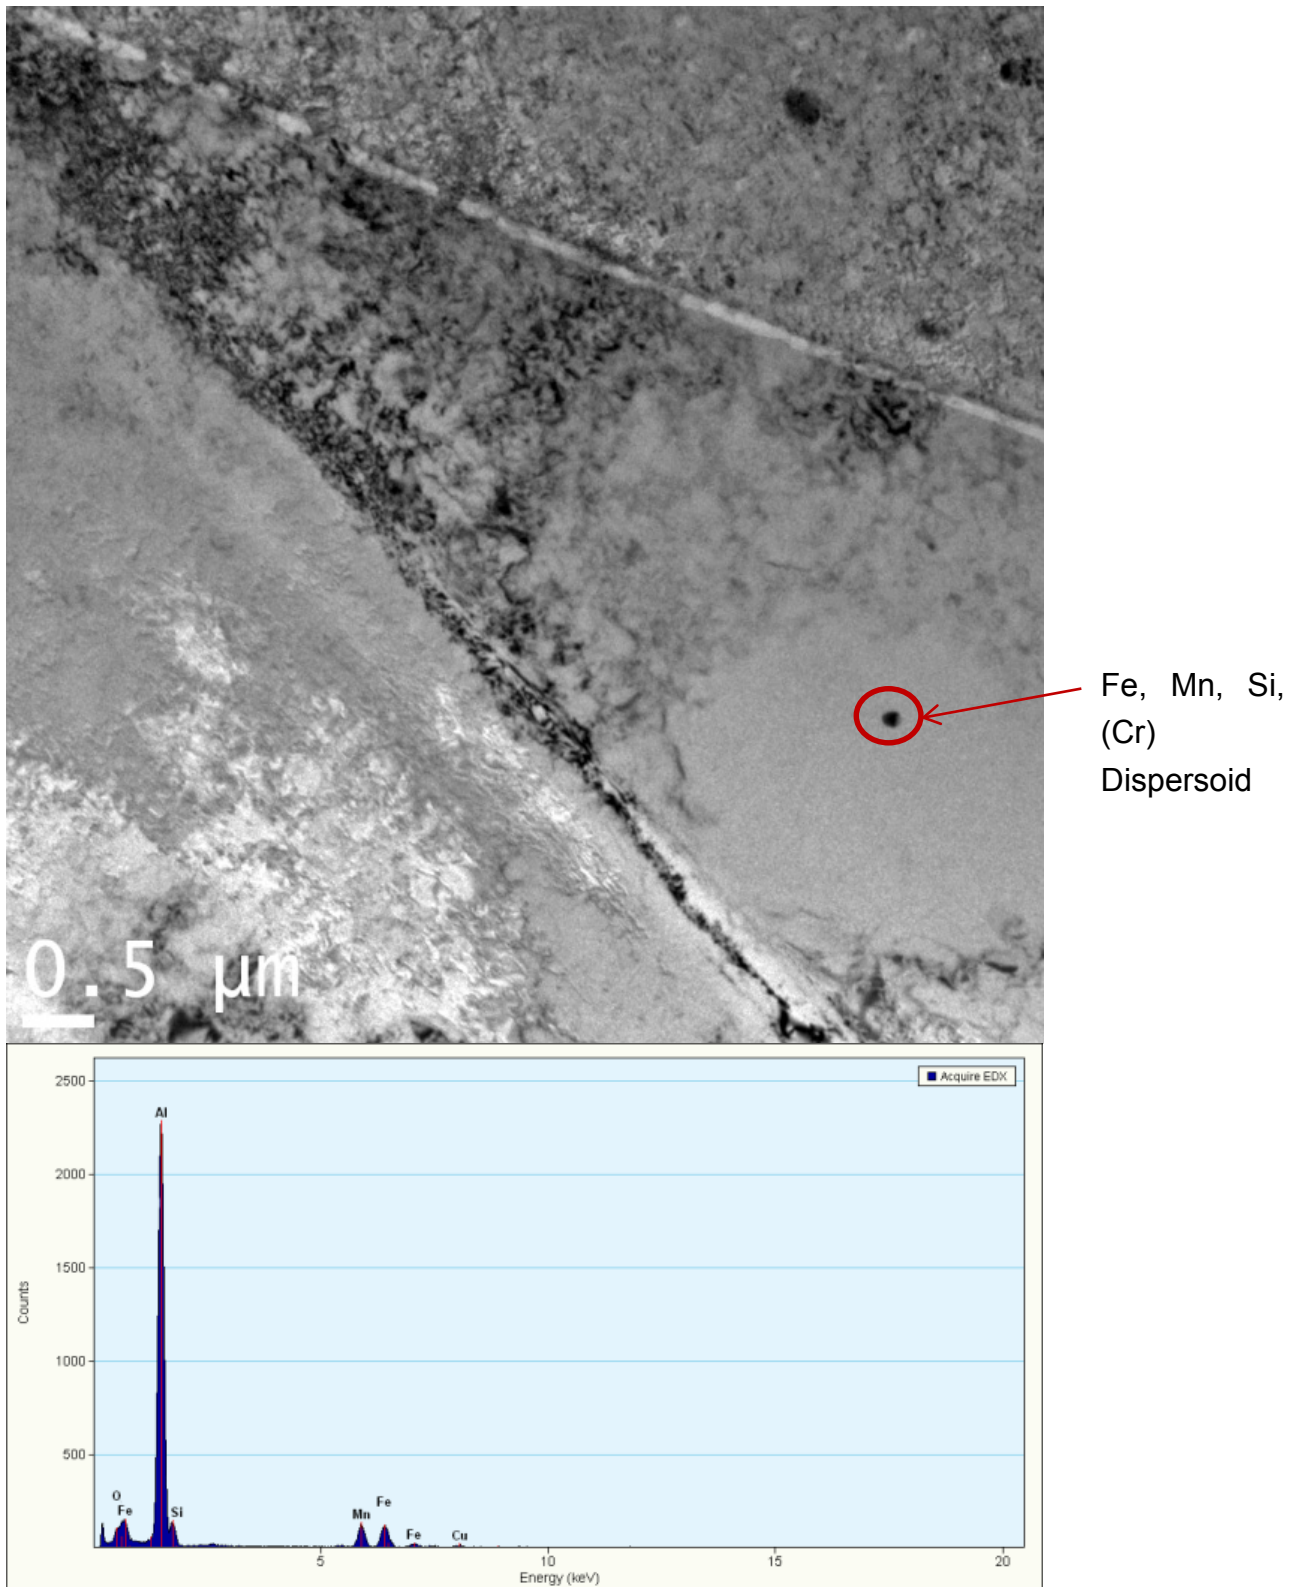 Fe, Mn, Si,
(Cr)
Dispersoid
0.5 µm
Acquire EDX
2500
2000
1500
1000
500
Counts
Al
O
Fe
Si
Mn
Fe
Fe
Cu
5
10
15
20
Energy (keV)